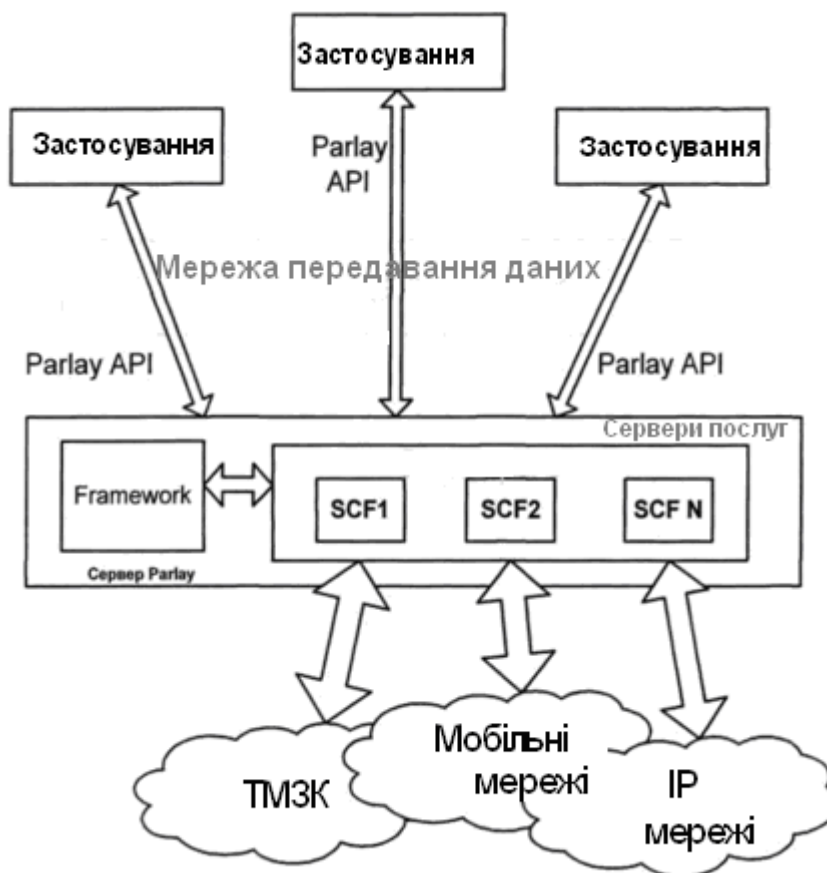 Застосування
Застосування
Застосування
Parlay
API
Мережа передавання даних
Parlay API
Parlay API
Сервери послуг
Framework
SCF1
SCF2
SCF N
Сервер Parlay
ТМЗК
Мобільні
мережі
IP
мережі